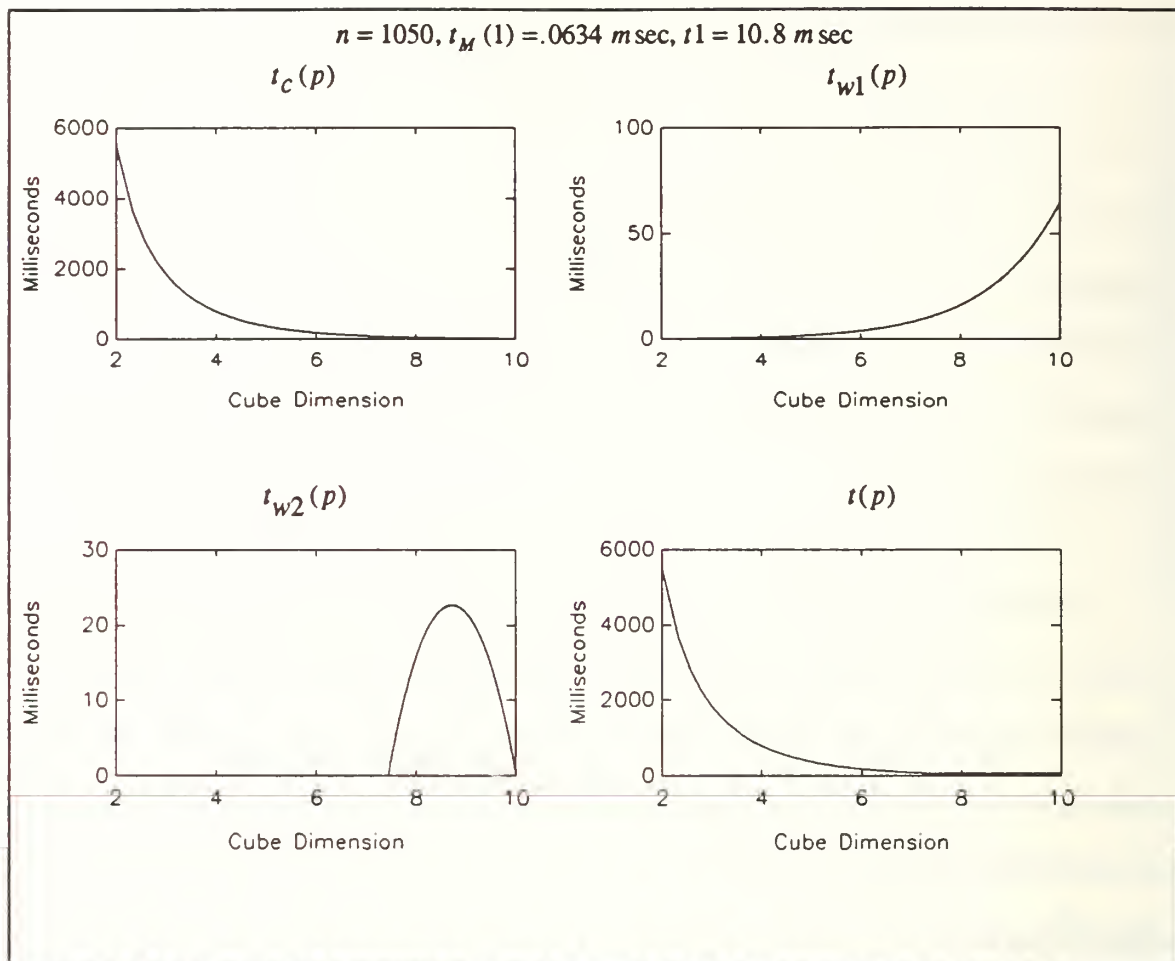 n = 1050, t_M (1) =.0634 m sec, t1 = 10.8 m sec
t_c(p)
6000
4000
2000
0
Milliseconds
2 4 6 8 10
Cube Dimension
t_w1(p)
100
50
0
Milliseconds
2 4 6 8 10
Cube Dimension
t_w2(p)
30
20
10
0
Milliseconds
2 4 6 8 10
Cube Dimension
t(p)
6000
4000
2000
0
Milliseconds
2 4 6 8 10
Cube Dimension